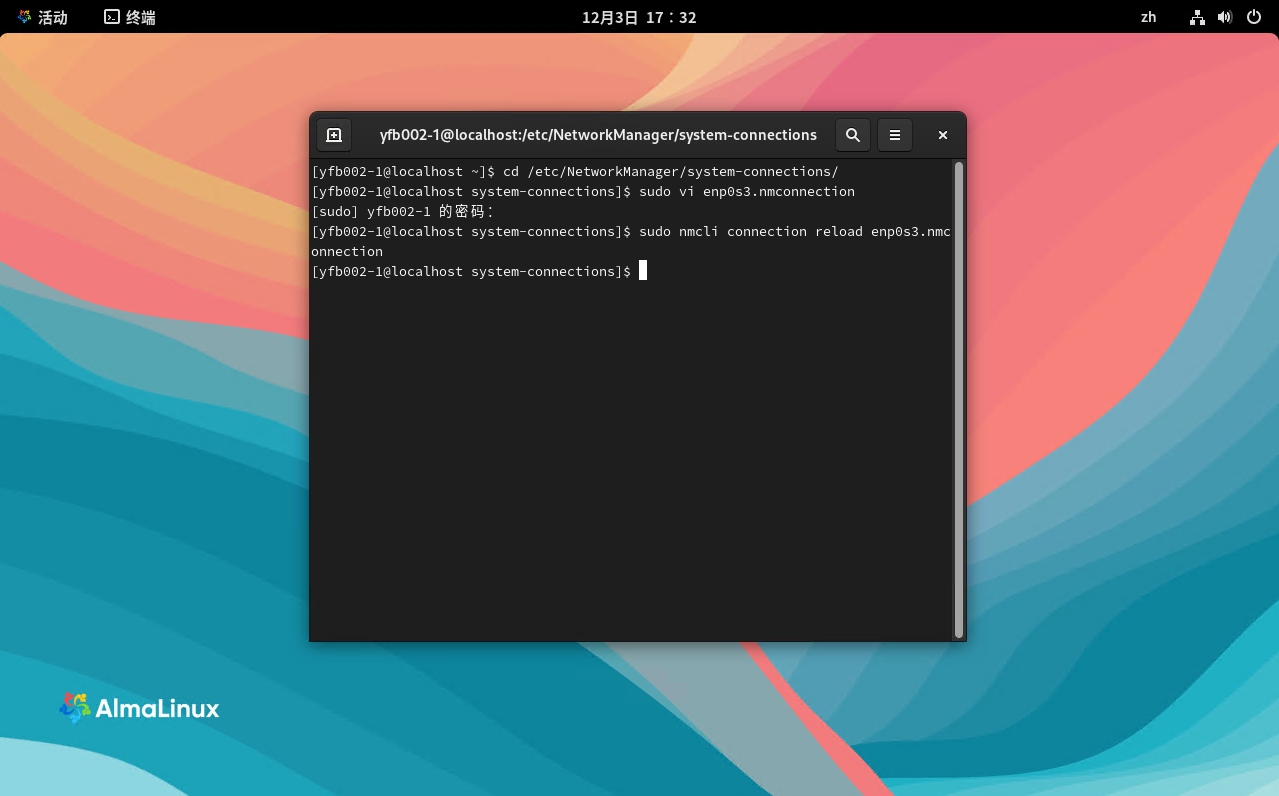 活动 终端 12月3日 17：32 zh
yfb002-1@localhost:/etc/NetworkManager/system-connections
[yfb002-1@localhost ~]$ cd /etc/NetworkManager/system-connections/
[yfb002-1@localhost system-connections]$ sudo vi enp0s3.nmconnection
[sudo] yfb002-1 的密码：
[yfb002-1@localhost system-connections]$ sudo nmcli connection reload enp0s3.nmc
onnection
[yfb002-1@localhost system-connections]$
AlmaLinux